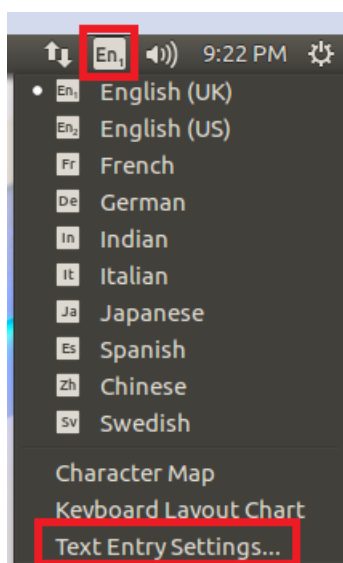 En₁ 9:22 PM
En₁ English (UK)
En₂ English (US)
Fr French
De German
In Indian
It Italian
Ja Japanese
Es Spanish
Zh Chinese
Sv Swedish
Character Map
Keyboard Layout Chart
Text Entry Settings...